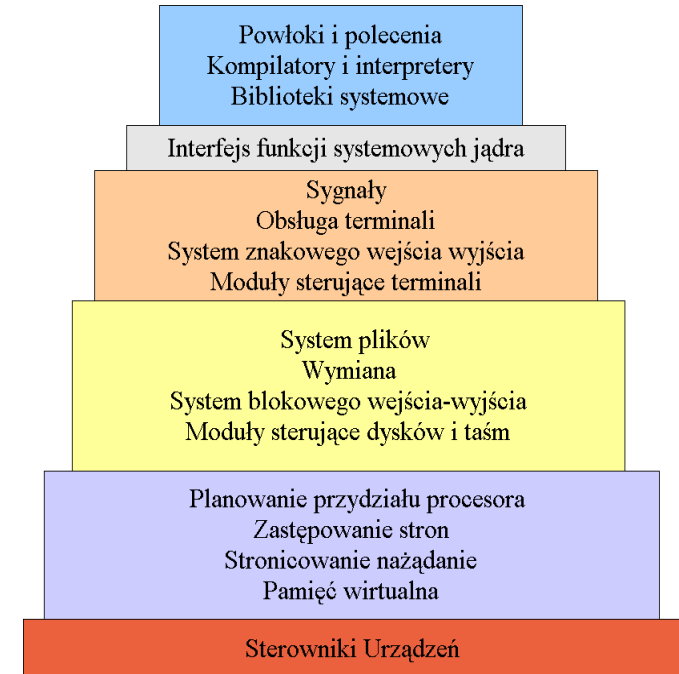 Powłoki i polecenia
Kompilatory i interpretery
Biblioteki systemowe
Interfejs funkcji systemowych jądra
Sygnały
Obsługa terminali
System znakowego wejścia wyjścia
Moduły sterujące terminali
System plików
Wymiana
System blokowego wejścia-wyjścia
Moduły sterujące dysków i taśm
Planowanie przydziału procesora
Zastępowanie stron
Stronicowanie nażądanie
Pamięć wirtualna
Sterowniki Urządzeń